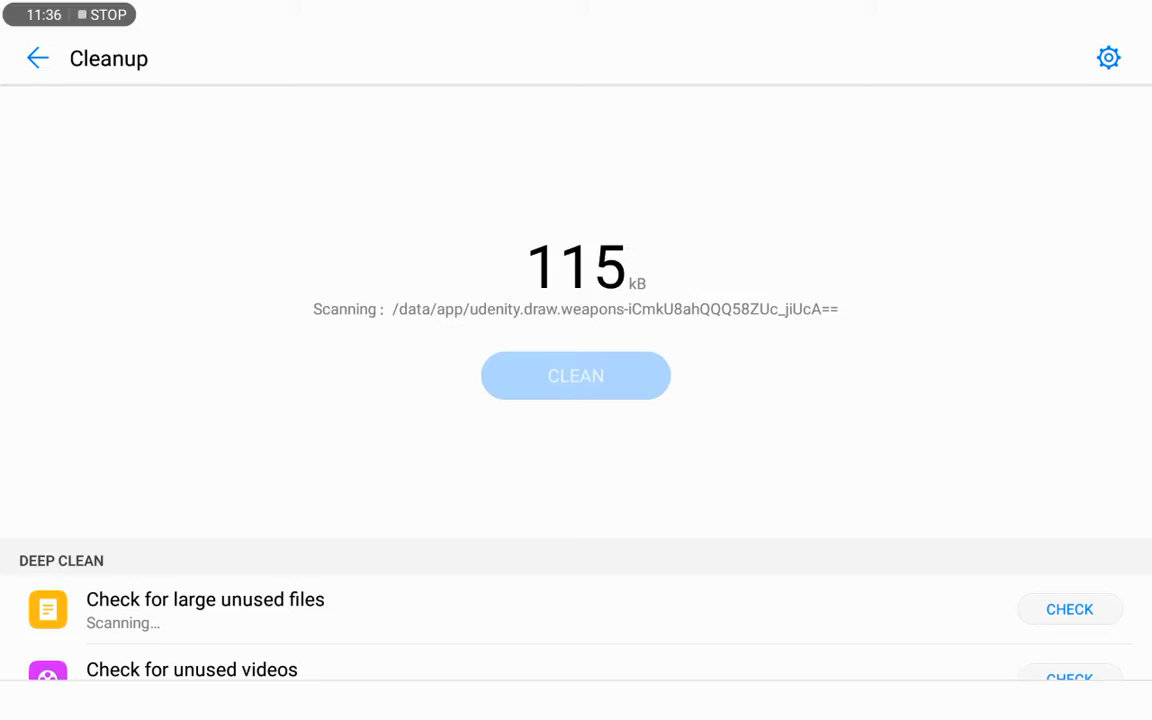 11:36 STOP
Cleanup
115 kB
Scanning : /data/app/udenity.draw.weapons-iCmkU8ahQQQ58ZUc_jiUcA==
CLEAN
DEEP CLEAN
Check for large unused files
CHECK
Scanning...
Check for unused videos
CHECK